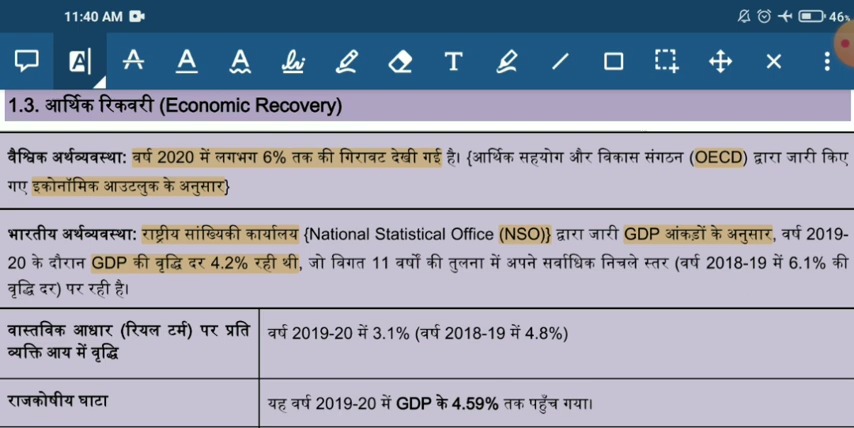 11:40 AM
46%
A T
1.3. आर्थिक रिकवरी (Economic Recovery)
वैश्विक अर्थव्यवस्था: वर्ष 2020 में लगभग 6% तक की गिरावट देखी गई है। {आर्थिक सहयोग और विकास संगठन (OECD) द्वारा जारी किए
गए इकोनॉमिक आउटलुक के अनुसार}
भारतीय अर्थव्यवस्था: राष्ट्रीय सांख्यिकी कार्यालय {National Statistical Office (NSO)} द्वारा जारी GDP आंकड़ों के अनुसार, वर्ष 2019-
20 के दौरान GDP की वृद्धि दर 4.2% रही थी, जो विगत 11 वर्षों की तुलना में अपने सर्वाधिक निचले स्तर (वर्ष 2018-19 में 6.1% की
वृद्धि दर) पर रही है।
वास्तविक आधार (रियल टर्म) पर प्रति
व्यक्ति आय में वृद्धि
वर्ष 2019-20 में 3.1% (वर्ष 2018-19 में 4.8%)
राजकोषीय घाटा
यह वर्ष 2019-20 में GDP के 4.59% तक पहुँच गया।